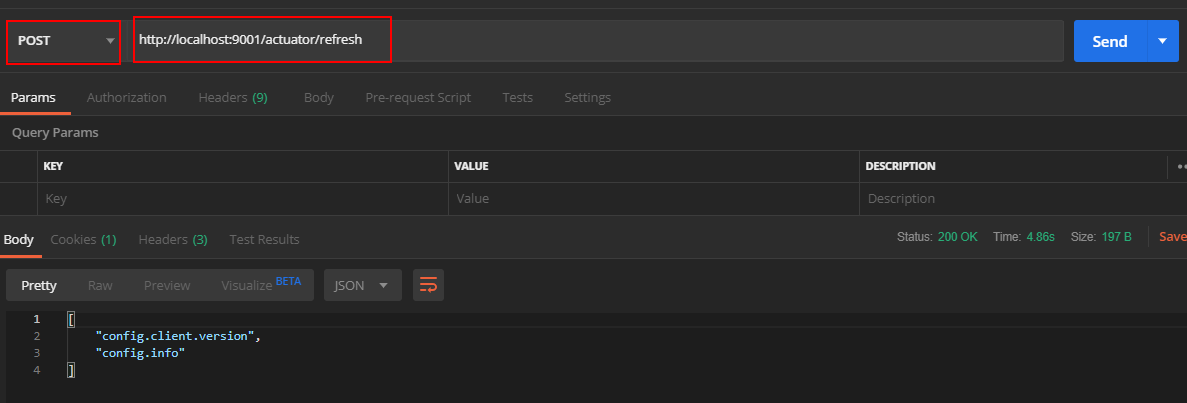 POST http://localhost:9001/actuator/refresh Send
Params Authorization Headers (9) Body Pre-request Script Tests Settings
Query Params
KEY VALUE DESCRIPTION
Key Value Description
Body Cookies (1) Headers (3) Test Results Status: 200 OK Time: 4.86s Size: 197 B Save
Pretty Raw Preview Visualize BETA JSON
1 [
2 "config.client.version",
3 "config.info"
4 ]